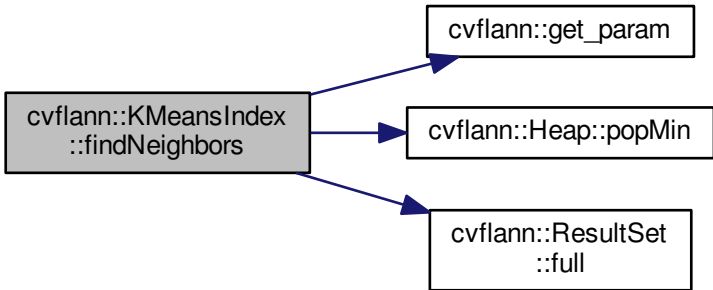 cvflann::get_param
cvflann::KMeansIndex
::findNeighbors
cvflann::Heap::popMin
cvflann::ResultSet
::full